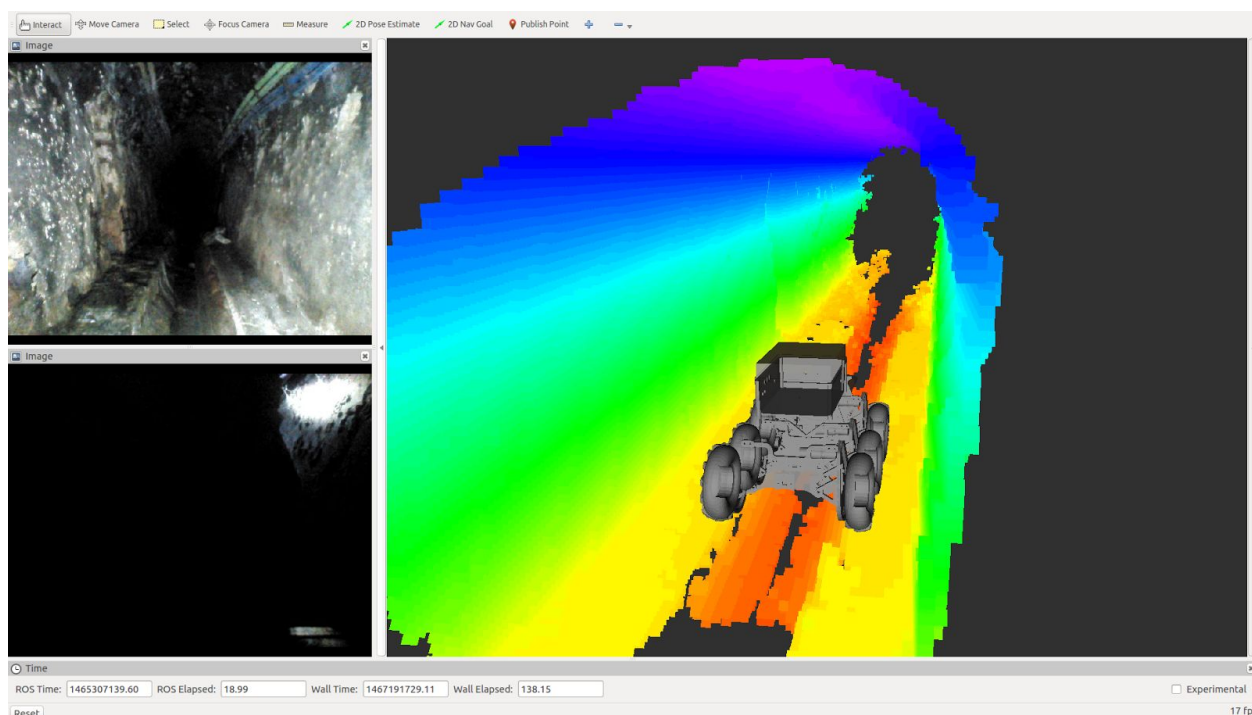 Interact Move Camera Select Focus Camera Measure 2D Pose Estimate 2D Nav Goal Publish Point
Image
Image
Time
ROS Time: 1465307139.60 ROS Elapsed: 18.99 Wall Time: 1467191729.11 Wall Elapsed: 138.15 Experimental
Reset 17 fp